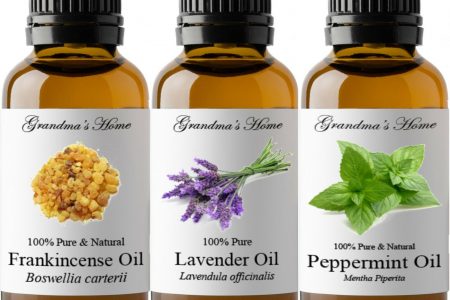 Grandma's Home
100% Pure & Natural
Frankincense Oil
Boswellia carterii
Grandma's Home
100% Pure
Lavender Oil
Lavendula officinalis
Grandma's Home
100% Pure & Natural
Peppermint Oil
Mentha Piperita